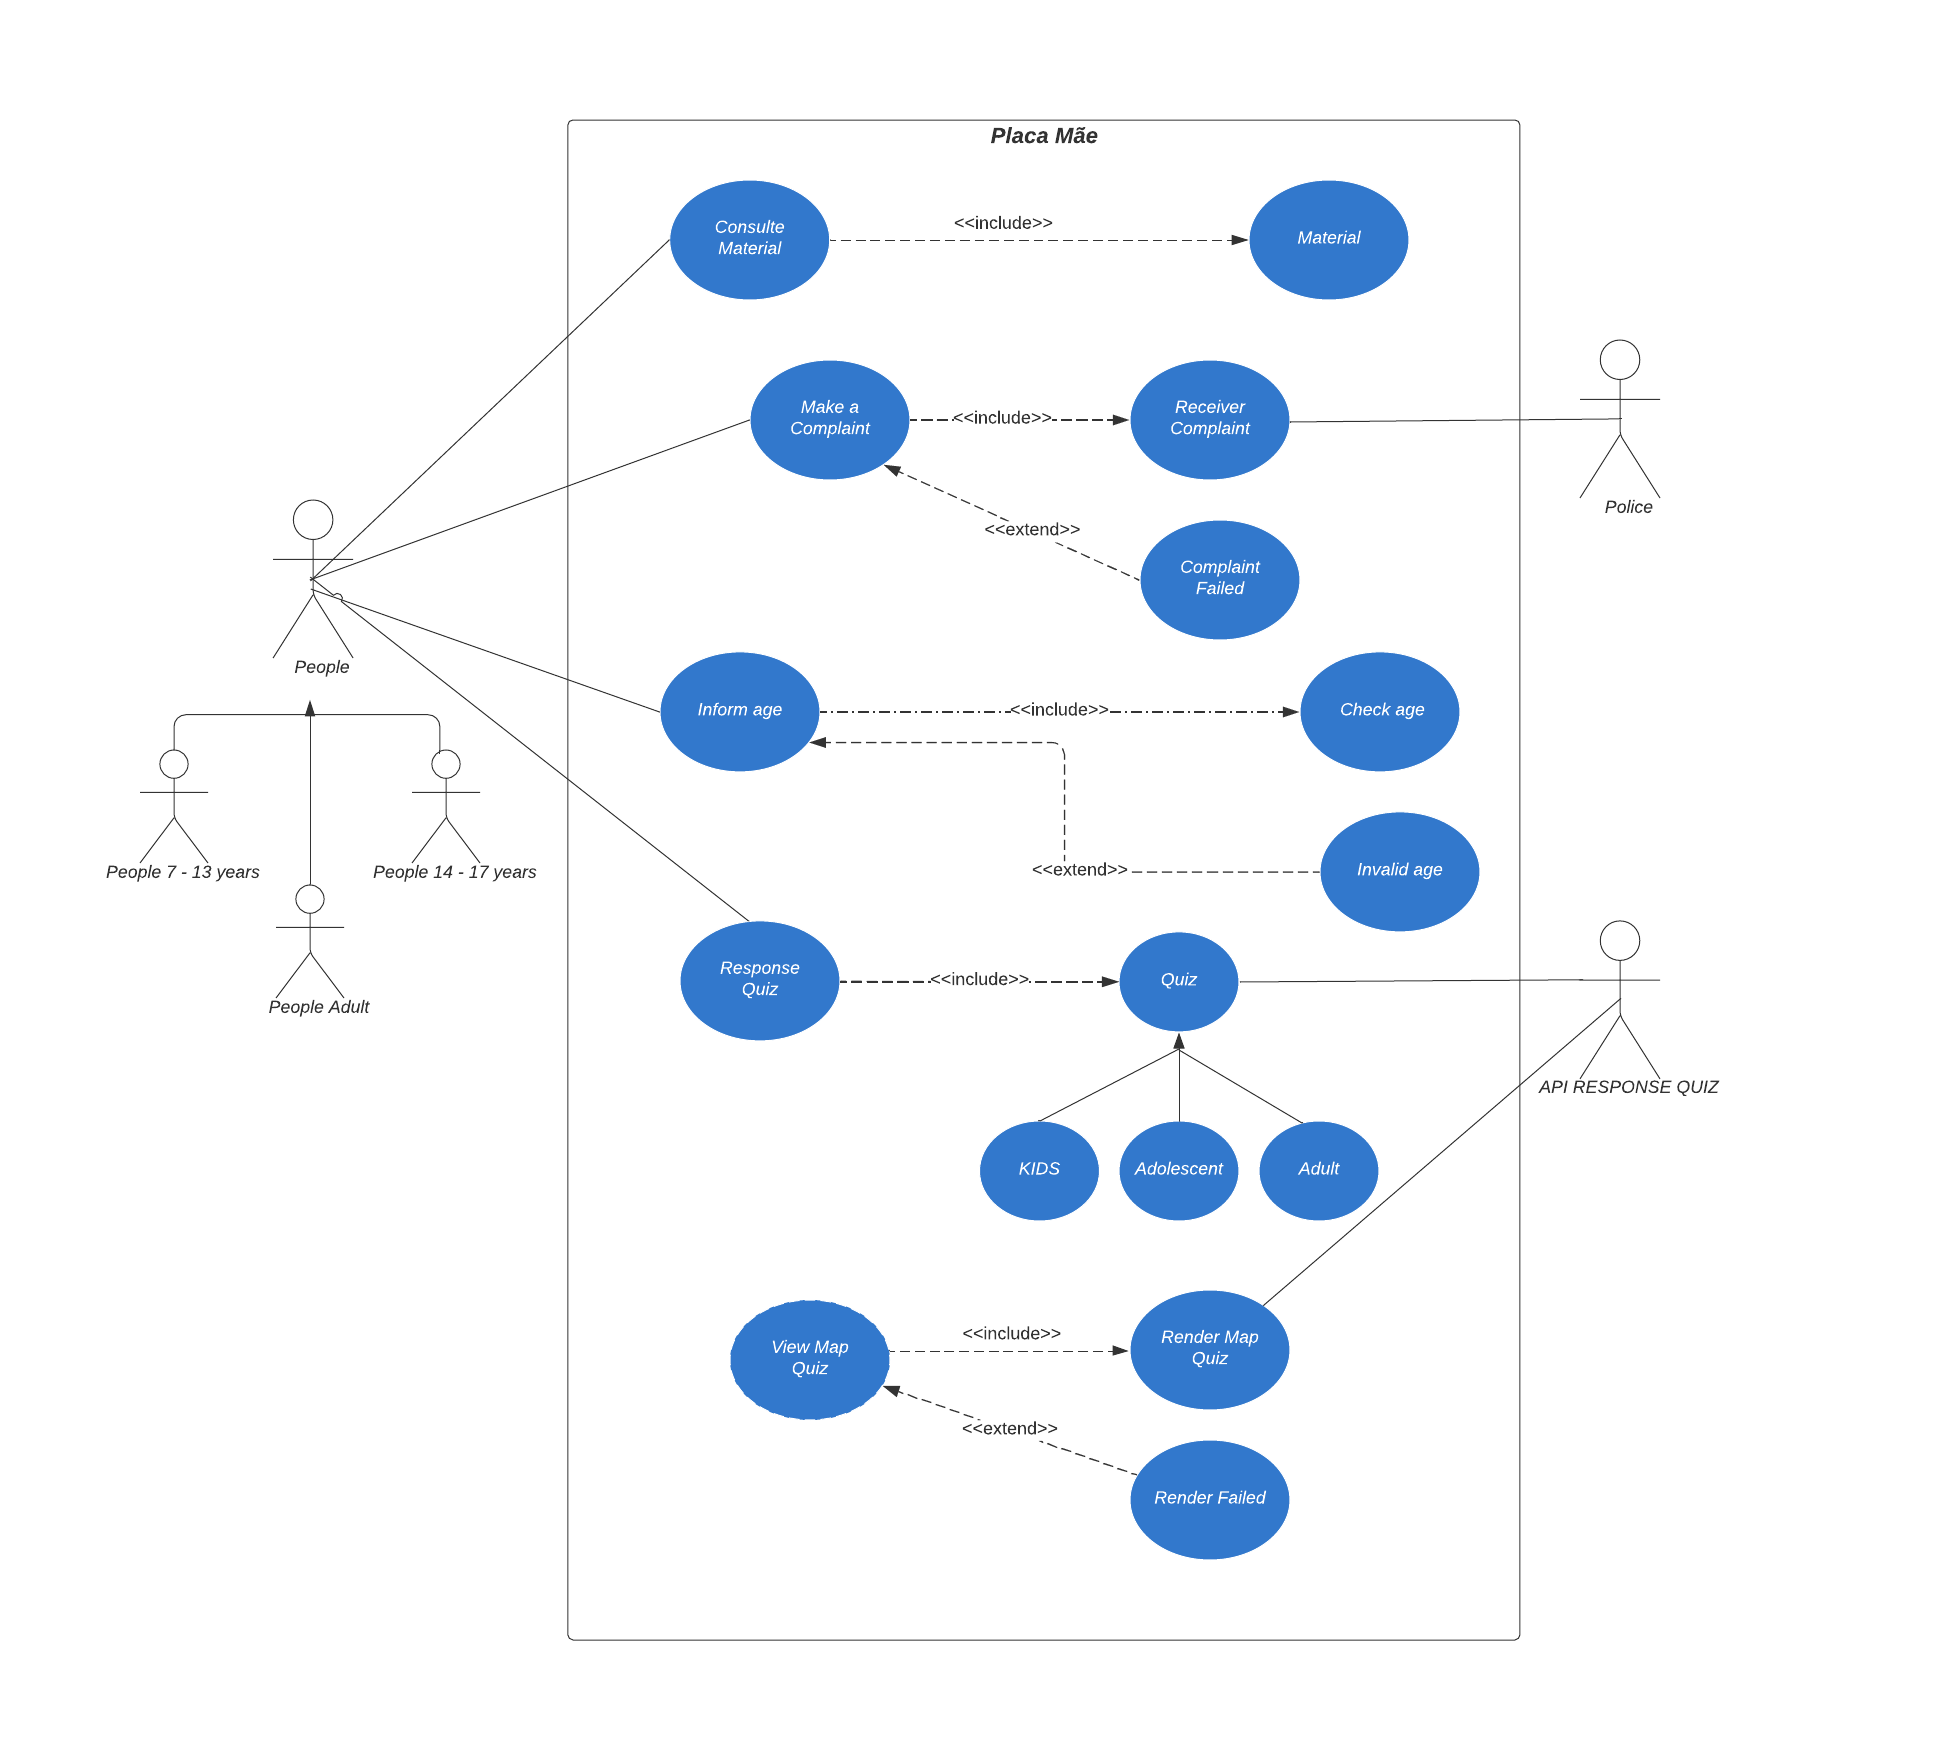 Placa Mãe
Consulte
Material
<<include>>
Material
Make a
Complaint
<<include>>
Receiver
Complaint
<<extend>>
Complaint
Failed
Police
People
Inform age
<<include>>
Check age
<<extend>>
Invalid age
People 7 - 13 years
People 14 - 17 years
People Adult
Response
Quiz
<<include>>
Quiz
API RESPONSE QUIZ
KIDS
Adolescent
Adult
View Map
Quiz
<<include>>
Render Map
Quiz
<<extend>>
Render Failed